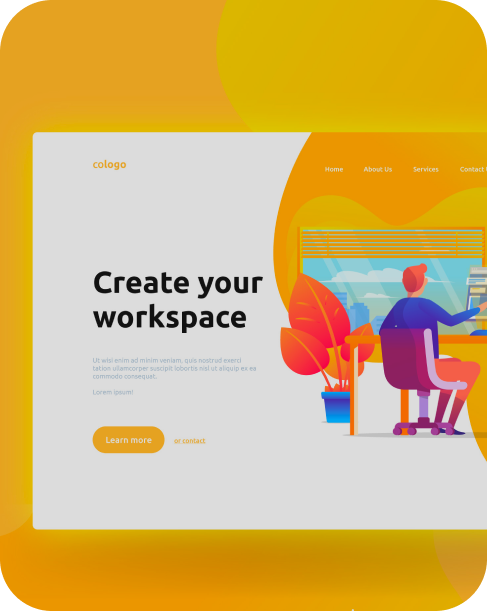 cologo
Home About Us Services Contact
Create your
workspace
Ut wisi enim ad minim veniam, quis nostrud exerci
tation ullamcorper suscipit lobortis nisl ut aliquip ex ea
commodo consequat.
Lorem ipsum!
Learn more or contact